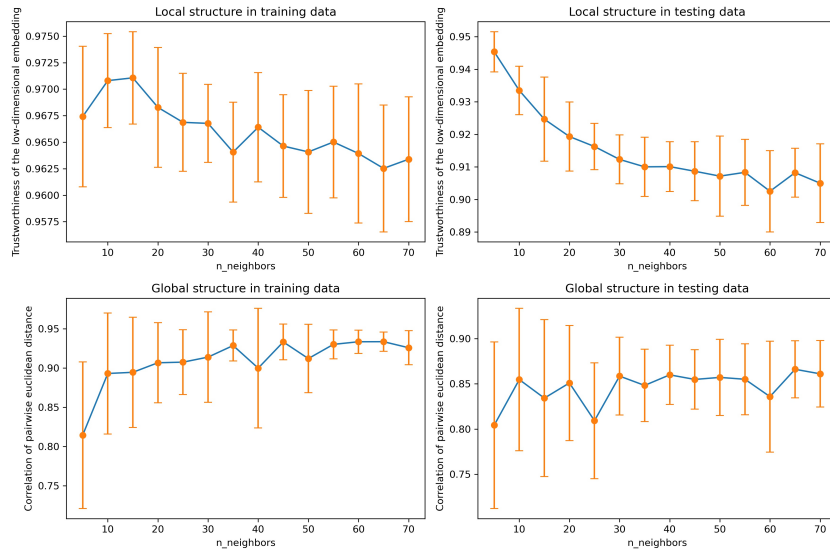 Local structure in training data
Trustworthiness of the low-dimensional embedding
0.9750
0.9725
0.9700
0.9675
0.9650
0.9625
0.9600
0.9575
10 20 30 40 50 60 70
n_neighbors
Local structure in testing data
Trustworthiness of the low-dimensional embedding
0.95
0.94
0.93
0.92
0.91
0.90
0.89
10 20 30 40 50 60 70
n_neighbors
Global structure in training data
Correlation of pairwise euclidean distance
0.95
0.90
0.85
0.80
0.75
10 20 30 40 50 60 70
n_neighbors
Global structure in testing data
Correlation of pairwise euclidean distance
0.90
0.85
0.80
0.75
10 20 30 40 50 60 70
n_neighbors